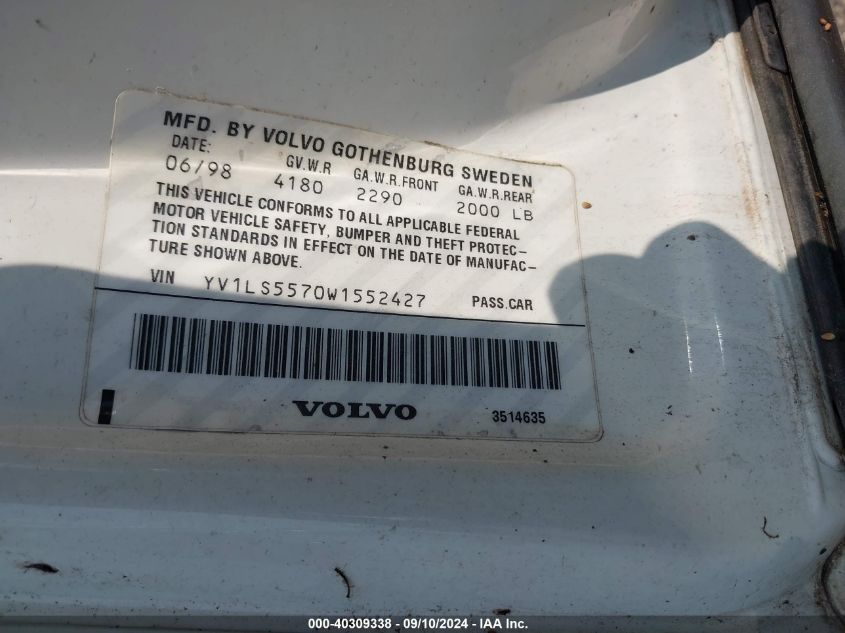 MFD. BY VOLVO GOTHENBURG SWEDEN
DATE: GV.W.R GA.W.R.FRONT GA.W.R.REAR
06/98 4180 2290 2000 LB
THIS VEHICLE CONFORMS TO ALL APPLICABLE FEDERAL
MOTOR VEHICLE SAFETY, BUMPER AND THEFT PROTEC-
TION STANDARDS IN EFFECT ON THE DATE OF MANUFAC-
TURE SHOWN ABOVE.
VIN YV1LS5570W1552427 PASS.CAR
VOLVO 3514635
000-40309338 - 09/10/2024 - IAA Inc.